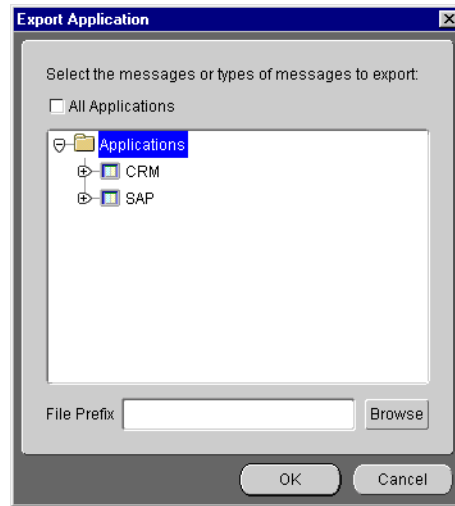 Export Application
Select the messages or types of messages to export:
All Applications
Applications
CRM
SAP
File Prefix
Browse
OK
Cancel